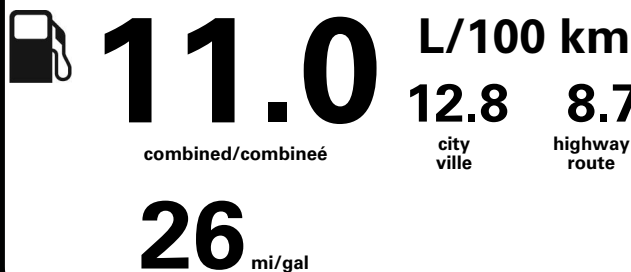 11.0 L/100 km
12.8 8.7
combined/combineé
city highway
ville route
26 mi/gal